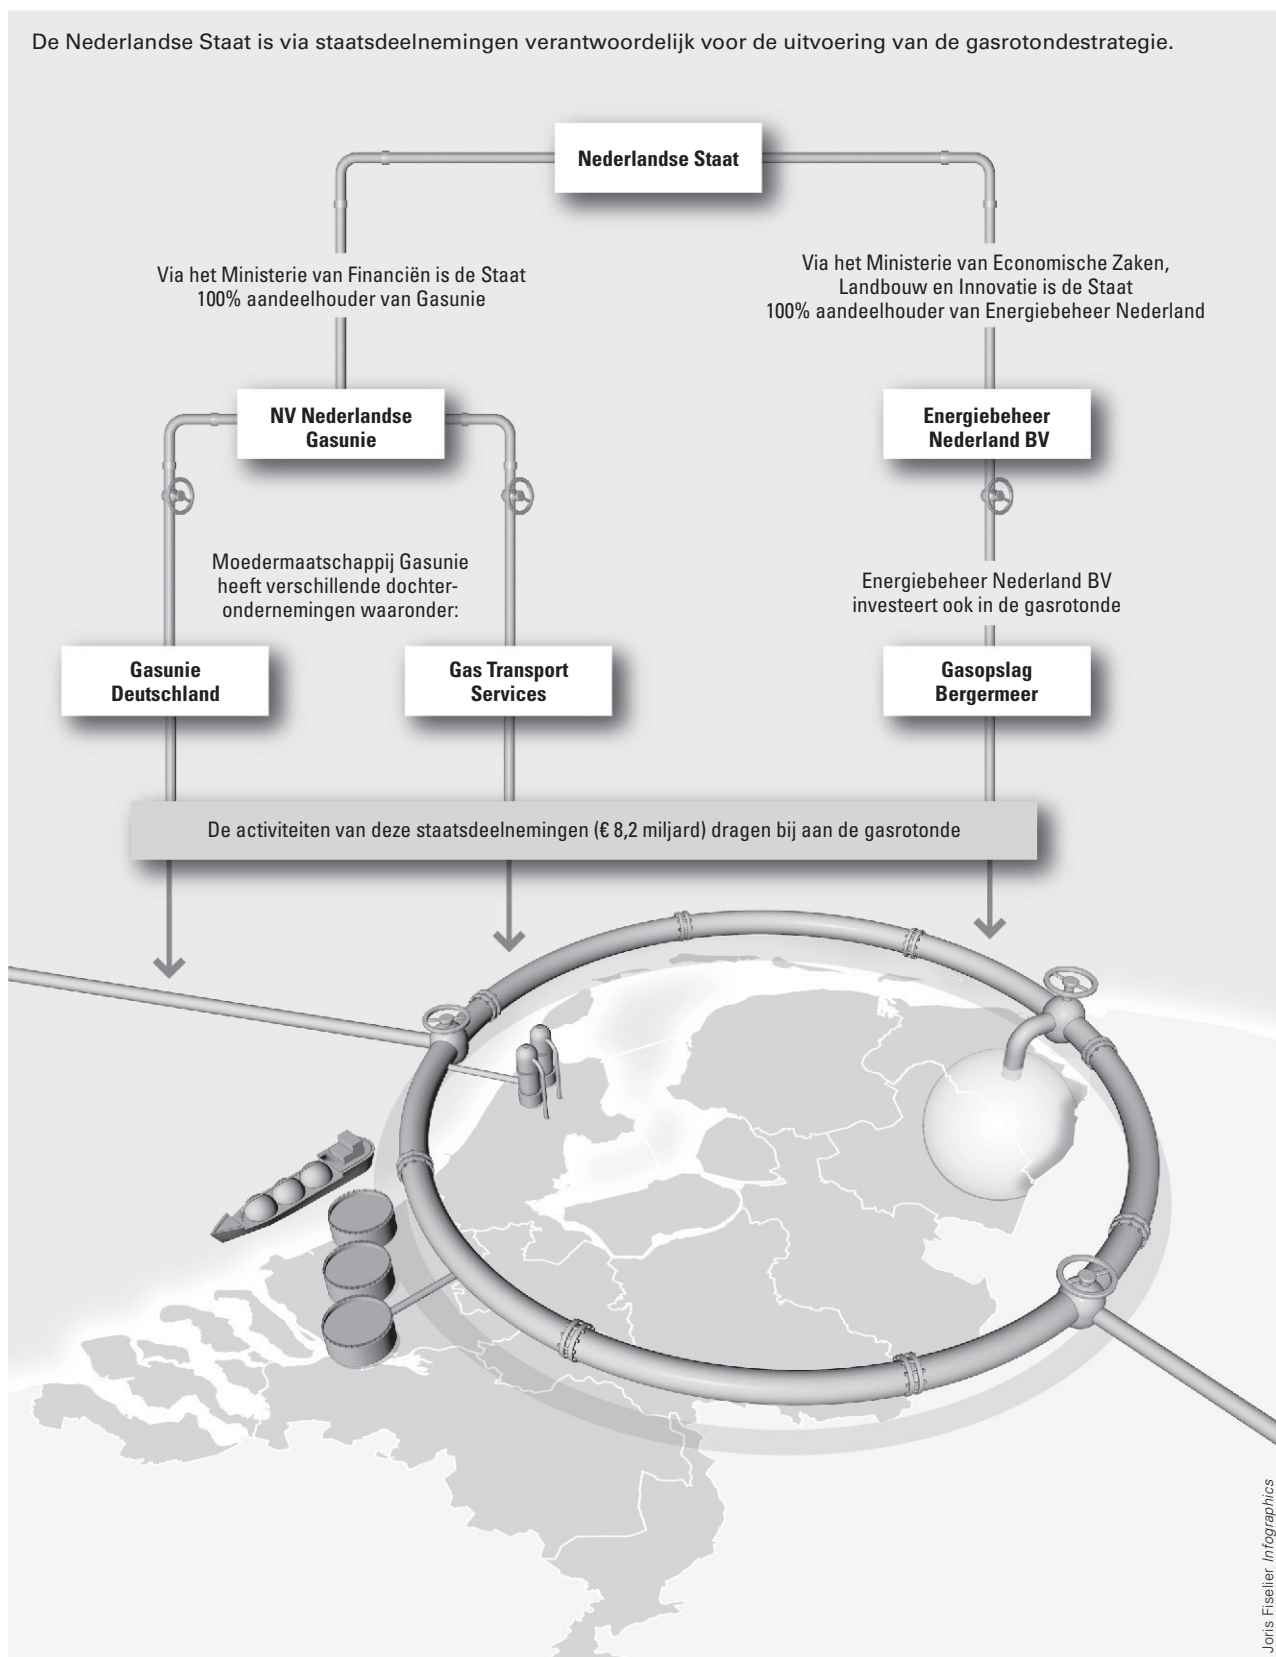 De Nederlandse Staat is via staatsdeelnemingen verantwoordelijk voor de uitvoering van de gasrotondestrategie.
Nederlandse Staat
Via het Ministerie van Financiën is de Staat
100% aandeelhouder van Gasunie
Via het Ministerie van Economische Zaken,
Landbouw en Innovatie is de Staat
100% aandeelhouder van Energiebeheer Nederland
NV Nederlandse
Gasunie
Energiebeheer
Nederland BV
Moedermaatschappij Gasunie
heeft verschillende dochter-
ondernemingen waaronder:
Energiebeheer Nederland BV
investeert ook in de gasrotonde
Gasunie
Deutschland
Gas Transport
Services
Gasopslag
Bergermeer
De activiteiten van deze staatsdeelnemingen (€ 8,2 miljard) dragen bij aan de gasrotonde
Joris Fiselier Infographics